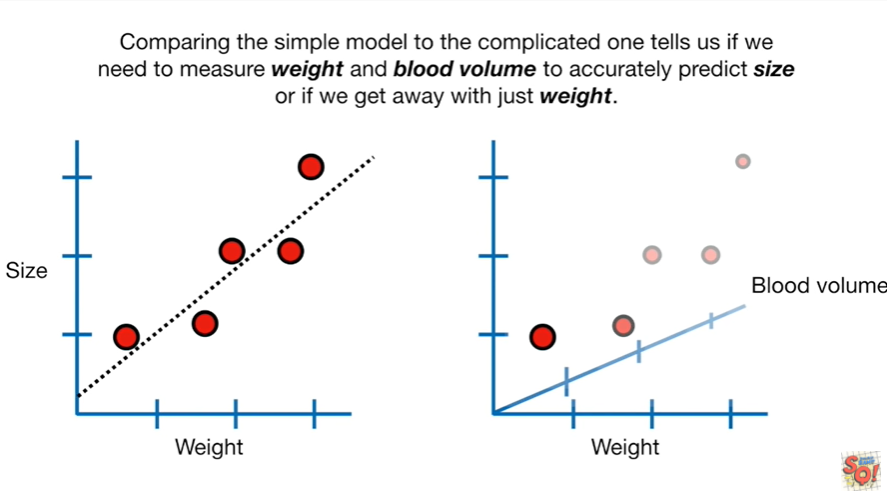 Comparing the simple model to the complicated one tells us if we
need to measure weight and blood volume to accurately predict size
or if we get away with just weight.
Size
Weight
Blood volume
Weight
SQ!